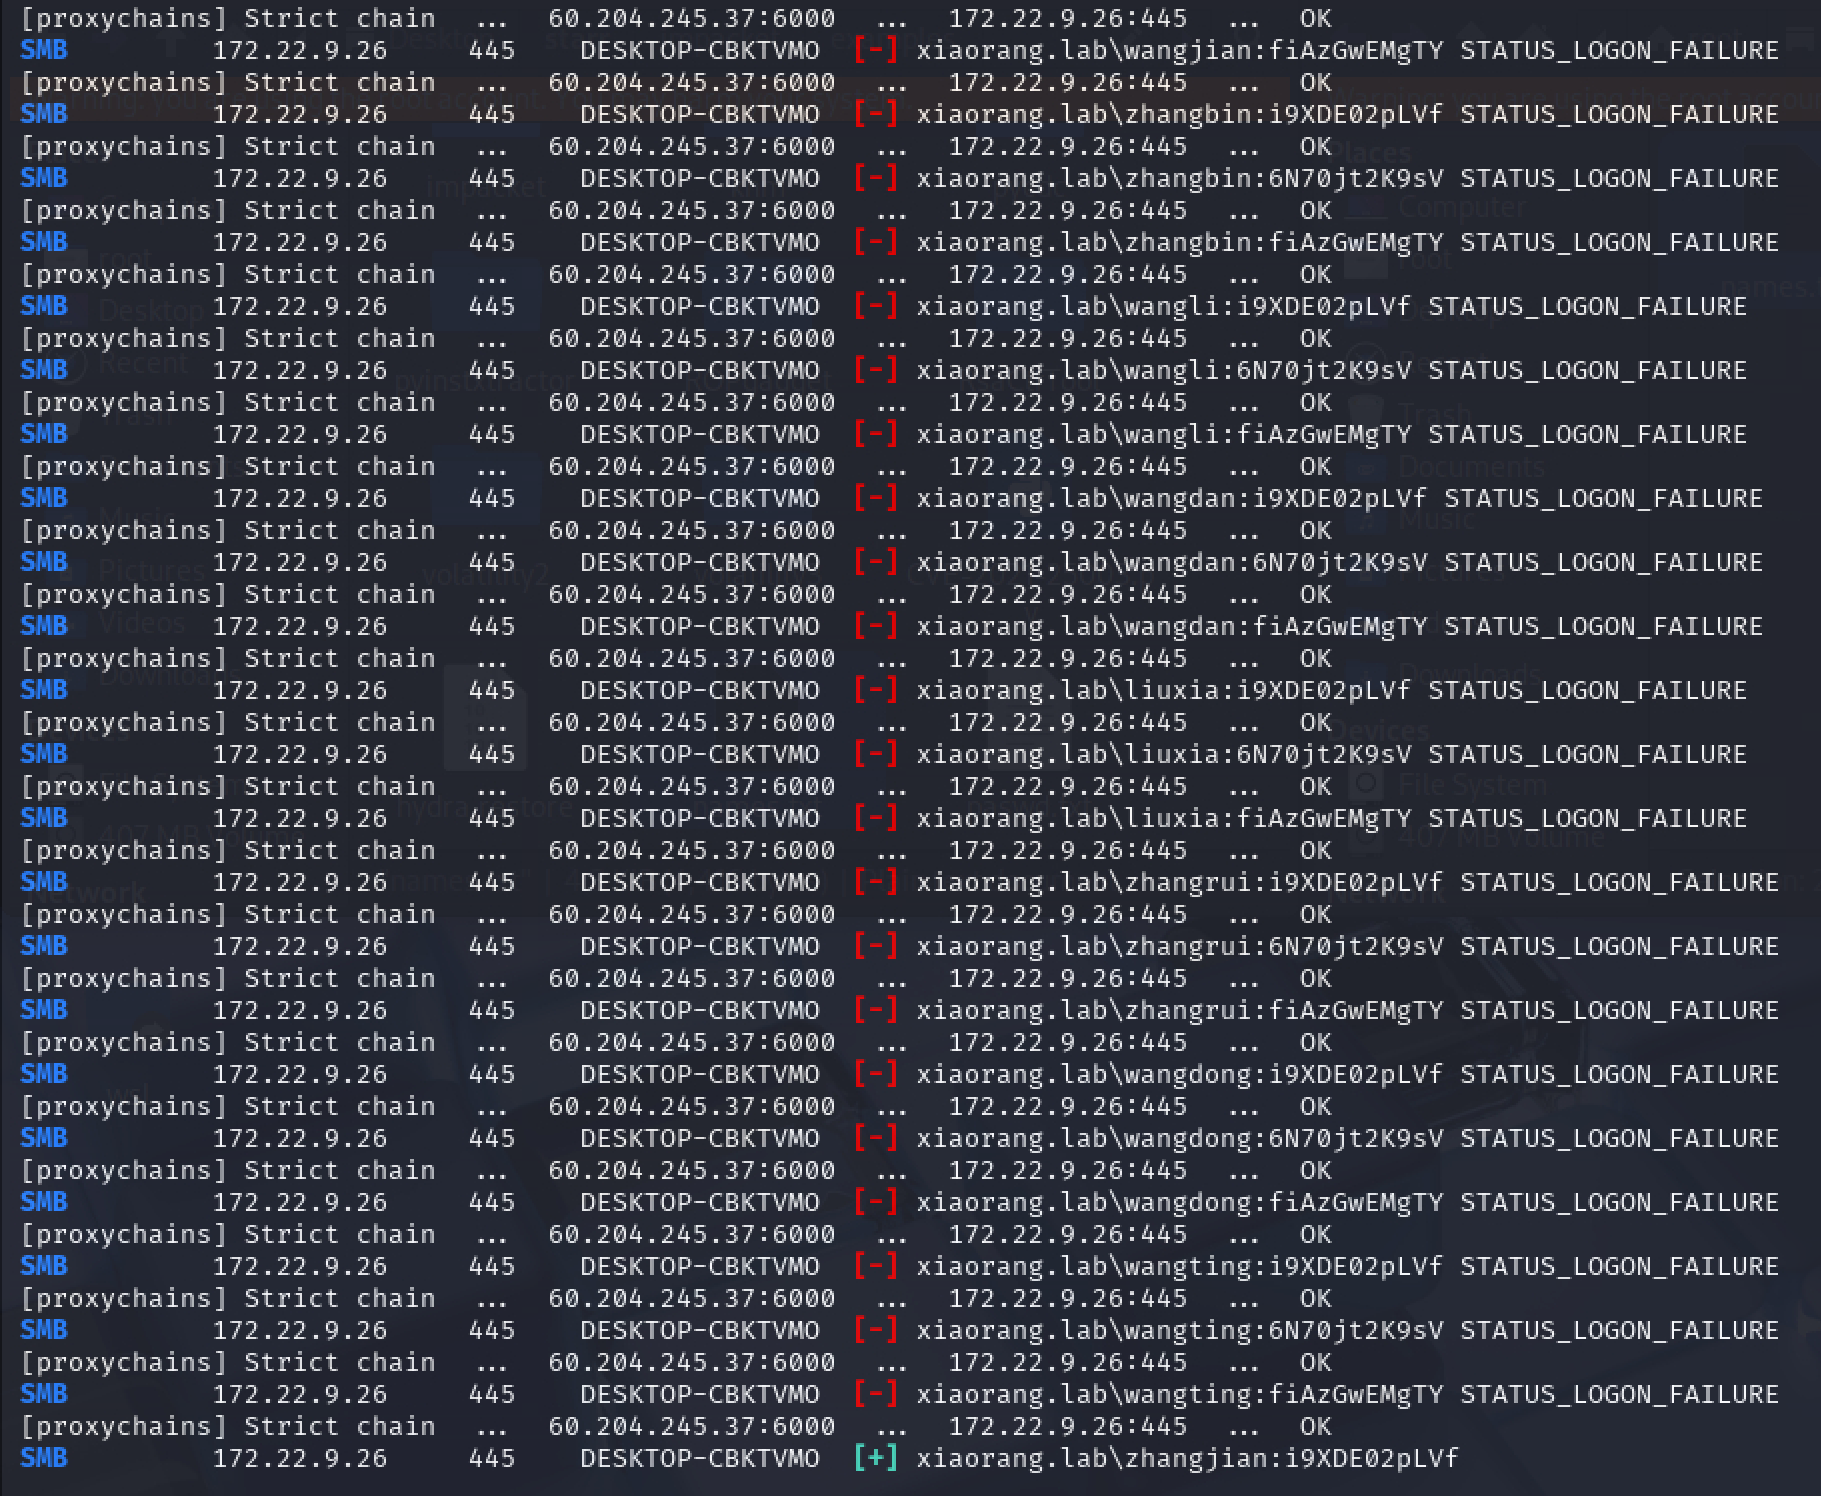 [proxychains] Strict chain  ...  60.204.245.37:6000  ...  172.22.9.26:445  ...  OK
SMB         172.22.9.26     445    DESKTOP-CBKTVMO  [-] xiaorang.lab\wangjian:fiAzGwEMgTY STATUS_LOGON_FAILURE
[proxychains] Strict chain  ...  60.204.245.37:6000  ...  172.22.9.26:445  ...  OK
SMB         172.22.9.26     445    DESKTOP-CBKTVMO  [-] xiaorang.lab\zhangbin:i9XDE02pLVf STATUS_LOGON_FAILURE
[proxychains] Strict chain  ...  60.204.245.37:6000  ...  172.22.9.26:445  ...  OK
SMB         172.22.9.26     445    DESKTOP-CBKTVMO  [-] xiaorang.lab\zhangbin:6N70jt2K9sV STATUS_LOGON_FAILURE
[proxychains] Strict chain  ...  60.204.245.37:6000  ...  172.22.9.26:445  ...  OK
SMB         172.22.9.26     445    DESKTOP-CBKTVMO  [-] xiaorang.lab\zhangbin:fiAzGwEMgTY STATUS_LOGON_FAILURE
[proxychains] Strict chain  ...  60.204.245.37:6000  ...  172.22.9.26:445  ...  OK
SMB         172.22.9.26     445    DESKTOP-CBKTVMO  [-] xiaorang.lab\wangli:i9XDE02pLVf STATUS_LOGON_FAILURE
[proxychains] Strict chain  ...  60.204.245.37:6000  ...  172.22.9.26:445  ...  OK
SMB         172.22.9.26     445    DESKTOP-CBKTVMO  [-] xiaorang.lab\wangli:6N70jt2K9sV STATUS_LOGON_FAILURE
[proxychains] Strict chain  ...  60.204.245.37:6000  ...  172.22.9.26:445  ...  OK
SMB         172.22.9.26     445    DESKTOP-CBKTVMO  [-] xiaorang.lab\wangli:fiAzGwEMgTY STATUS_LOGON_FAILURE
[proxychains] Strict chain  ...  60.204.245.37:6000  ...  172.22.9.26:445  ...  OK
SMB         172.22.9.26     445    DESKTOP-CBKTVMO  [-] xiaorang.lab\wangdan:i9XDE02pLVf STATUS_LOGON_FAILURE
[proxychains] Strict chain  ...  60.204.245.37:6000  ...  172.22.9.26:445  ...  OK
SMB         172.22.9.26     445    DESKTOP-CBKTVMO  [-] xiaorang.lab\wangdan:6N70jt2K9sV STATUS_LOGON_FAILURE
[proxychains] Strict chain  ...  60.204.245.37:6000  ...  172.22.9.26:445  ...  OK
SMB         172.22.9.26     445    DESKTOP-CBKTVMO  [-] xiaorang.lab\wangdan:fiAzGwEMgTY STATUS_LOGON_FAILURE
[proxychains] Strict chain  ...  60.204.245.37:6000  ...  172.22.9.26:445  ...  OK
SMB         172.22.9.26     445    DESKTOP-CBKTVMO  [-] xiaorang.lab\liuxia:i9XDE02pLVf STATUS_LOGON_FAILURE
[proxychains] Strict chain  ...  60.204.245.37:6000  ...  172.22.9.26:445  ...  OK
SMB         172.22.9.26     445    DESKTOP-CBKTVMO  [-] xiaorang.lab\liuxia:6N70jt2K9sV STATUS_LOGON_FAILURE
[proxychains] Strict chain  ...  60.204.245.37:6000  ...  172.22.9.26:445  ...  OK
SMB         172.22.9.26     445    DESKTOP-CBKTVMO  [-] xiaorang.lab\liuxia:fiAzGwEMgTY STATUS_LOGON_FAILURE
[proxychains] Strict chain  ...  60.204.245.37:6000  ...  172.22.9.26:445  ...  OK
SMB         172.22.9.26     445    DESKTOP-CBKTVMO  [-] xiaorang.lab\zhangrui:i9XDE02pLVf STATUS_LOGON_FAILURE
[proxychains] Strict chain  ...  60.204.245.37:6000  ...  172.22.9.26:445  ...  OK
SMB         172.22.9.26     445    DESKTOP-CBKTVMO  [-] xiaorang.lab\zhangrui:6N70jt2K9sV STATUS_LOGON_FAILURE
[proxychains] Strict chain  ...  60.204.245.37:6000  ...  172.22.9.26:445  ...  OK
SMB         172.22.9.26     445    DESKTOP-CBKTVMO  [-] xiaorang.lab\zhangrui:fiAzGwEMgTY STATUS_LOGON_FAILURE
[proxychains] Strict chain  ...  60.204.245.37:6000  ...  172.22.9.26:445  ...  OK
SMB         172.22.9.26     445    DESKTOP-CBKTVMO  [-] xiaorang.lab\wangdong:i9XDE02pLVf STATUS_LOGON_FAILURE
[proxychains] Strict chain  ...  60.204.245.37:6000  ...  172.22.9.26:445  ...  OK
SMB         172.22.9.26     445    DESKTOP-CBKTVMO  [-] xiaorang.lab\wangdong:6N70jt2K9sV STATUS_LOGON_FAILURE
[proxychains] Strict chain  ...  60.204.245.37:6000  ...  172.22.9.26:445  ...  OK
SMB         172.22.9.26     445    DESKTOP-CBKTVMO  [-] xiaorang.lab\wangdong:fiAzGwEMgTY STATUS_LOGON_FAILURE
[proxychains] Strict chain  ...  60.204.245.37:6000  ...  172.22.9.26:445  ...  OK
SMB         172.22.9.26     445    DESKTOP-CBKTVMO  [-] xiaorang.lab\wangting:i9XDE02pLVf STATUS_LOGON_FAILURE
[proxychains] Strict chain  ...  60.204.245.37:6000  ...  172.22.9.26:445  ...  OK
SMB         172.22.9.26     445    DESKTOP-CBKTVMO  [-] xiaorang.lab\wangting:6N70jt2K9sV STATUS_LOGON_FAILURE
[proxychains] Strict chain  ...  60.204.245.37:6000  ...  172.22.9.26:445  ...  OK
SMB         172.22.9.26     445    DESKTOP-CBKTVMO  [-] xiaorang.lab\wangting:fiAzGwEMgTY STATUS_LOGON_FAILURE
[proxychains] Strict chain  ...  60.204.245.37:6000  ...  172.22.9.26:445  ...  OK
SMB         172.22.9.26     445    DESKTOP-CBKTVMO  [+] xiaorang.lab\zhangjian:i9XDE02pLVf